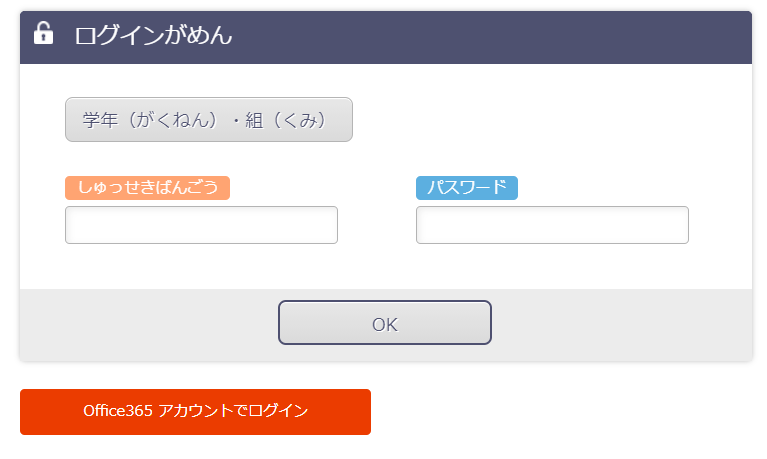 ログインがめん
学年（がくねん）・組（くみ）
しゅっせきばんごう
パスワード
OK
Office365 アカウントでログイン